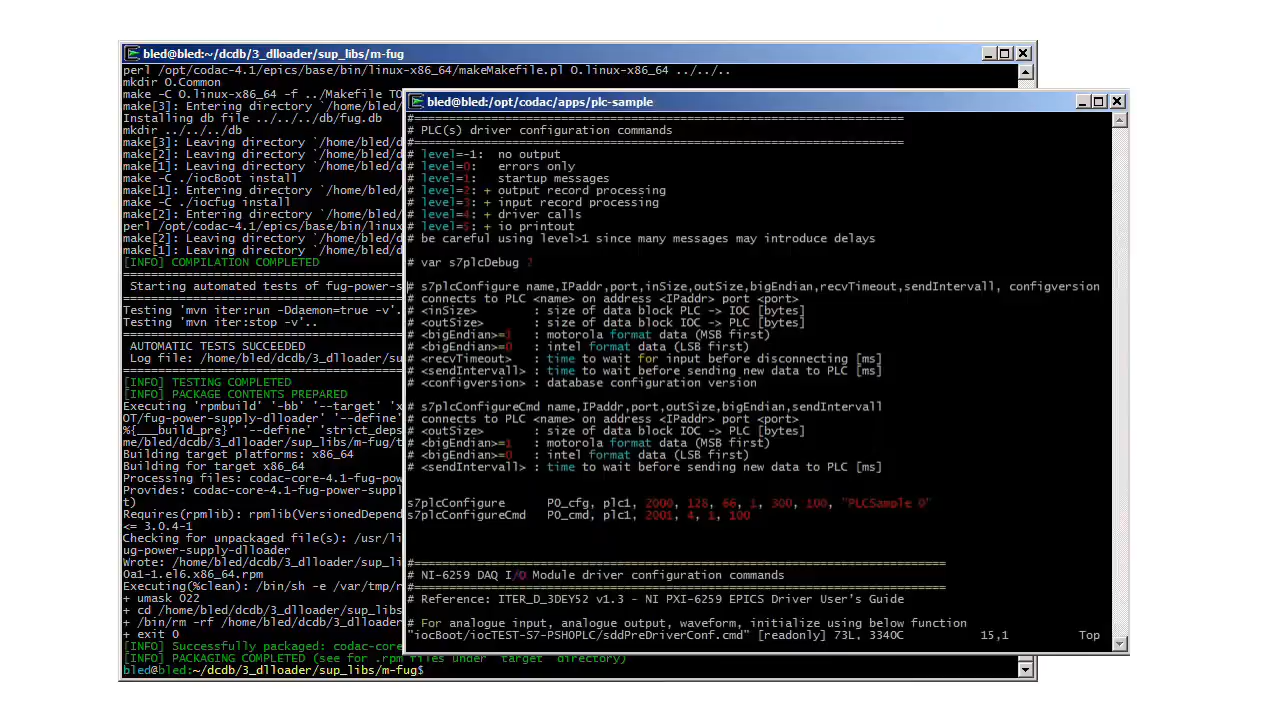 bled@bled:~/dcdb/3_dlloader/sup_libs/m-fug
perl /opt/codac-4.1/epics/base/bin/linux-x86_64/makeMakefile.pl O.linux-x86_64 ../../..
mkdir O.Common
make -C O.linux-x86_64 -f ../Makefile TO
make[3]: Entering directory `/home/bled/d
Installing db file ../../../db/fug.db
mkdir ../../../db
make[3]: Leaving directory `/home/bled/d
make[2]: Leaving directory `/home/bled/d
make[1]: Leaving directory `/home/bled/d
make -C ./iocBoot install
make[1]: Entering directory `/home/bled/
make -C ./iocfug install
make[2]: Entering directory `/home/bled/
perl /opt/codac-4.1/epics/base/bin/linux
make[2]: Leaving directory `/home/bled/d
make[1]: Leaving directory `/home/bled/d
[INFO] COMPILATION COMPLETED
========================================
Starting automated tests of fug-power-s
========================================
Testing 'mvn iter:run -Ddaemon=true -v'.
Testing 'mvn iter:stop -v'..
========================================
AUTOMATIC TESTS SUCCEEDED
Log file: /home/bled/dcdb/3_dlloader/su
========================================
[INFO] TESTING COMPLETED
[INFO] PACKAGE CONTENTS PREPARED
Executing 'rpmbuild' '-bb' '--target' 'x
OT/fug-power-supply-dlloader' '--define'
%{___build_pre}' '--define' 'strict_deps
me/bled/dcdb/3_dlloader/sup_libs/m-fug/t
Building target platforms: x86_64
Building for target x86_64
Processing files: codac-core-4.1-fug-pow
Provides: codac-core-4.1-fug-power-suppl
t)
Requires(rpmlib): rpmlib(VersionedDepend
<= 3.0.4-1
Checking for unpackaged file(s): /usr/li
ug-power-supply-dlloader
Wrote: /home/bled/dcdb/3_dlloader/sup_li
0a1-1.el6.x86_64.rpm
Executing(%clean): /bin/sh -e /var/tmp/r
+ umask 022
+ cd /home/bled/dcdb/3_dlloader/sup_libs
+ /bin/rm -rf /home/bled/dcdb/3_dlloader
+ exit 0
[INFO] Successfully packaged: codac-core
[INFO] PACKAGING COMPLETED (see for .rpm files under 'target' directory)
bled@bled:~/dcdb/3_dlloader/sup_libs/m-fug$
bled@bled:/opt/codac/apps/plc-sample
#======================================================================
# PLC(s) driver configuration commands
#======================================================================
# level=-1: no output
# level=0: errors only
# level=1: startup messages
# level=2: + output record processing
# level=3: + input record processing
# level=4: + driver calls
# level=5: + io printout
# be careful using level>1 since many messages may introduce delays
# var s7plcDebug 2
# s7plcConfigure name,IPaddr,port,inSize,outSize,bigEndian,recvTimeout,sendIntervall, configversion
# connects to PLC <name> on address <IPaddr> port <port>
# <inSize> : size of data block PLC -> IOC [bytes]
# <outSize> : size of data block IOC -> PLC [bytes]
# <bigEndian>=1 : motorola format data (MSB first)
# <bigEndian>=0 : intel format data (LSB first)
# <recvTimeout> : time to wait for input before disconnecting [ms]
# <sendIntervall> : time to wait before sending new data to PLC [ms]
# <configversion> : database configuration version
# s7plcConfigureCmd name,IPaddr,port,outSize,bigEndian,sendIntervall
# connects to PLC <name> on address <IPaddr> port <port>
# <outSize> : size of data block IOC -> PLC [bytes]
# <bigEndian>=1 : motorola format data (MSB first)
# <bigEndian>=0 : intel format data (LSB first)
# <sendIntervall> : time to wait before sending new data to PLC [ms]
s7plcConfigure P0_cfg, plc1, 2000, 128, 66, 1, 300, 100, "PLCSample 0"
s7plcConfigureCmd P0_cmd, plc1, 2001, 4, 1, 100
#============================================================================
# NI-6259 DAQ I/O Module driver configuration commands
#============================================================================
# Reference: ITER_D_3DEY52 v1.3 - NI PXI-6259 EPICS Driver User's Guide
# For analogue input, analogue output, waveform, initialize using below function
"iocBoot/iocTEST-S7-PSH0PLC/sddPreDriverConf.cmd" [readonly] 73L, 3340C 15,1 Top